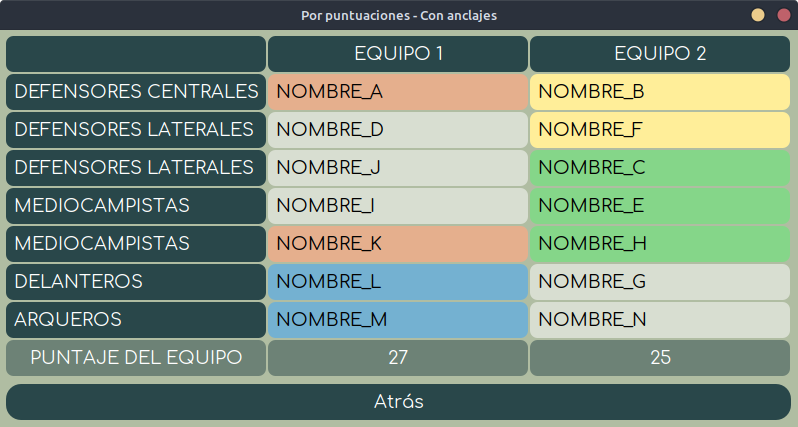 Por puntuaciones - Con anclajes
EQUIPO 1 EQUIPO 2
DEFENSORES CENTRALES NOMBRE_A NOMBRE_B
DEFENSORES LATERALES NOMBRE_D NOMBRE_F
DEFENSORES LATERALES NOMBRE_J NOMBRE_C
MEDIOCAMPISTAS NOMBRE_I NOMBRE_E
MEDIOCAMPISTAS NOMBRE_K NOMBRE_H
DELANTEROS NOMBRE_L NOMBRE_G
ARQUEROS NOMBRE_M NOMBRE_N
PUNTAJE DEL EQUIPO 27 25
Atrás